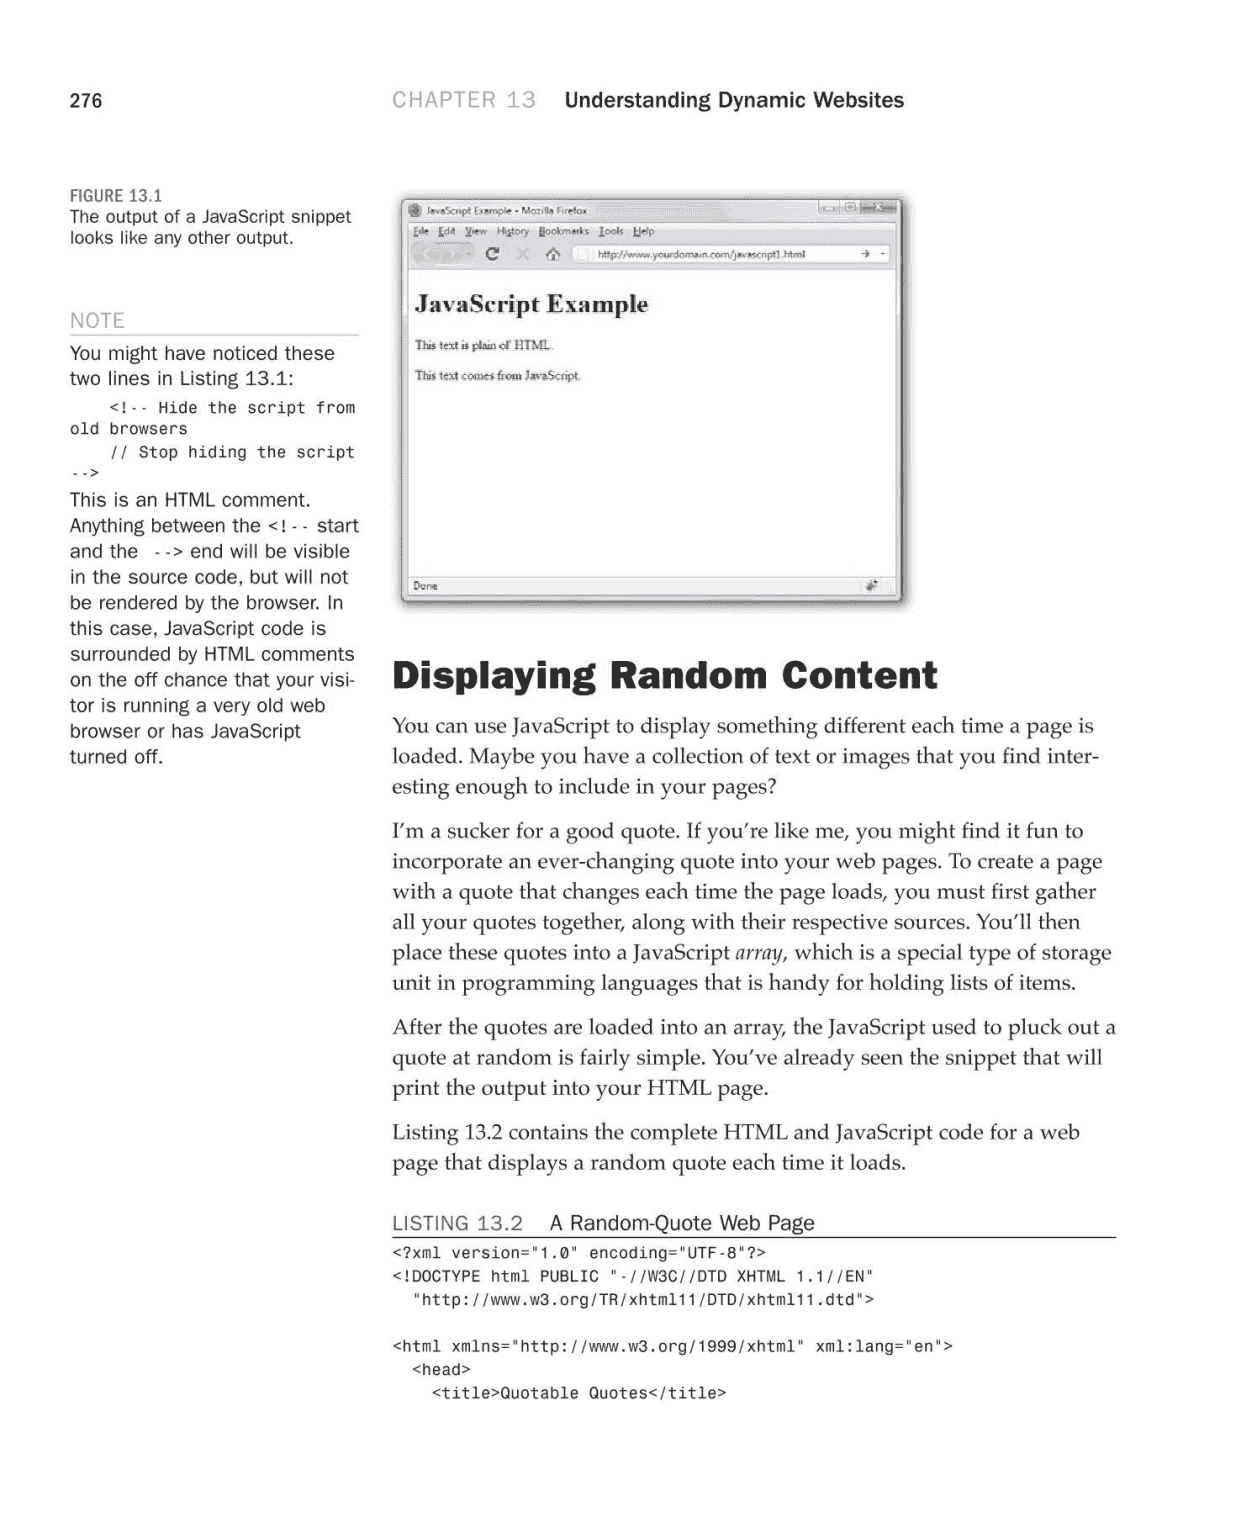 276
CHAPTER 13 Understanding Dynamic Websites
FIGURE 13.1
The output of a JavaScript snippet
looks like any other output.
NOTE
You might have noticed these
two lines in Listing 13.1:
<!-- Hide the script from
old browsers
// Stop hiding the script
-->
This is an HTML comment.
Anything between the <!-- start
and the --> end will be visible
in the source code, but will not
be rendered by the browser. In
this case, JavaScript code is
surrounded by HTML comments
on the off chance that your visi-
tor is running a very old web
browser or has JavaScript
turned off.
JavaScript Example - Mozilla Firefox
File Edit View History Bookmarks Tools Help
http://www.yourdomain.com/javascript1.html
JavaScript Example
This text is plain of HTML.
This text comes from JavaScript.
Done
Displaying Random Content
You can use JavaScript to display something different each time a page is
loaded. Maybe you have a collection of text or images that you find inter-
esting enough to include in your pages?
I'm a sucker for a good quote. If you're like me, you might find it fun to
incorporate an ever-changing quote into your web pages. To create a page
with a quote that changes each time the page loads, you must first gather
all your quotes together, along with their respective sources. You'll then
place these quotes into a JavaScript array, which is a special type of storage
unit in programming languages that is handy for holding lists of items.
After the quotes are loaded into an array, the JavaScript used to pluck out a
quote at random is fairly simple. You've already seen the snippet that will
print the output into your HTML page.
Listing 13.2 contains the complete HTML and JavaScript code for a web
page that displays a random quote each time it loads.
LISTING 13.2 A Random-Quote Web Page
<?xml version="1.0" encoding="UTF-8"?>
<!DOCTYPE html PUBLIC "-//W3C//DTD XHTML 1.1//EN"
"http://www.w3.org/TR/xhtml11/DTD/xhtml11.dtd">
<html xmlns="http://www.w3.org/1999/xhtml" xml:lang="en">
<head>
<title>Quotable Quotes</title>